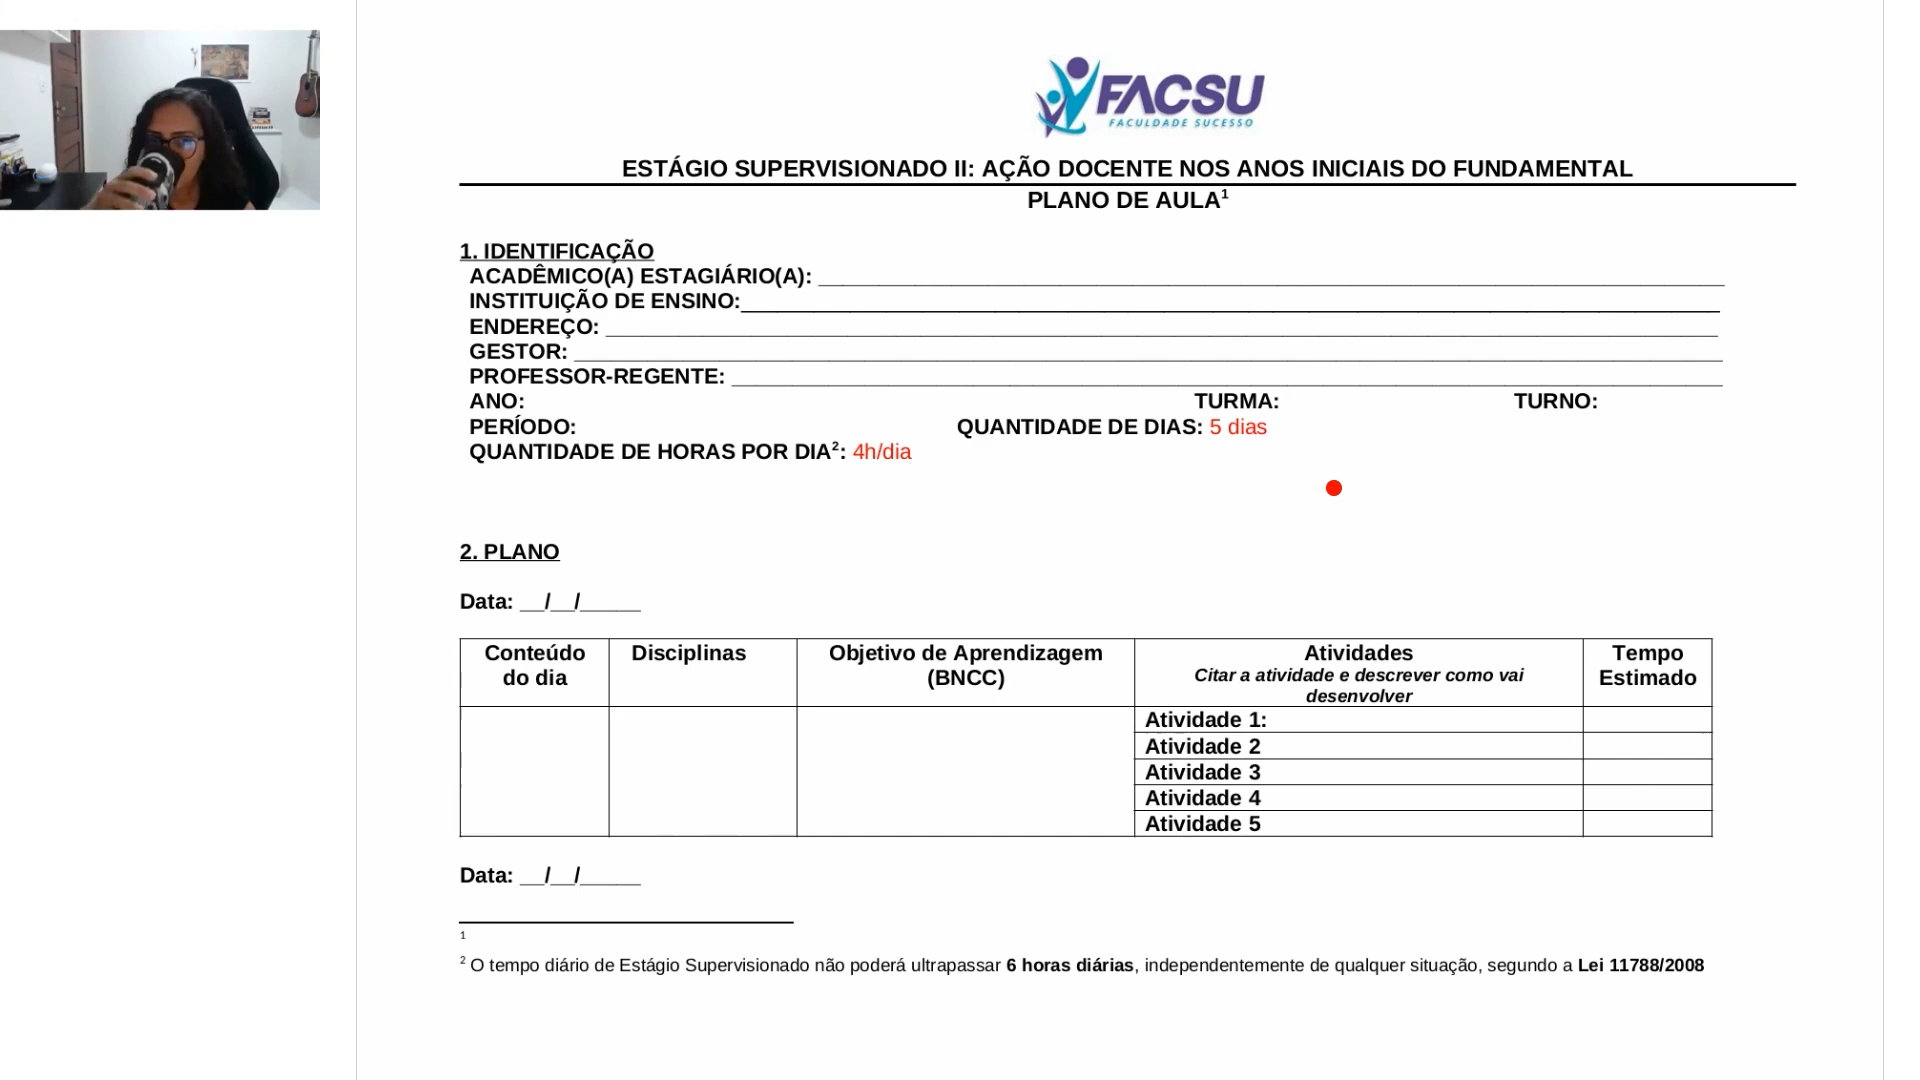 FACSU
FACULDADE SUCESSO
ESTÁGIO SUPERVISIONADO II: AÇÃO DOCENTE NOS ANOS INICIAIS DO FUNDAMENTAL
PLANO DE AULA¹
1. IDENTIFICAÇÃO
ACADÊMICO(A) ESTAGIÁRIO(A): ____________________
INSTITUIÇÃO DE ENSINO:____________________
ENDEREÇO: ____________________
GESTOR: ____________________
PROFESSOR-REGENTE: ____________________
ANO: TURMA: TURNO:
PERÍODO: QUANTIDADE DE DIAS: 5 dias
QUANTIDADE DE HORAS POR DIA²: 4h/dia
2. PLANO
Data: __/__/_____
Conteúdo do dia
Disciplinas
Objetivo de Aprendizagem
(BNCC)
Atividades
Citar a atividade e descrever como vai
desenvolver
Tempo
Estimado
Atividade 1:
Atividade 2
Atividade 3
Atividade 4
Atividade 5
Data: __/__/_____
1
² O tempo diário de Estágio Supervisionado não poderá ultrapassar 6 horas diárias, independentemente de qualquer situação, segundo a Lei 11788/2008